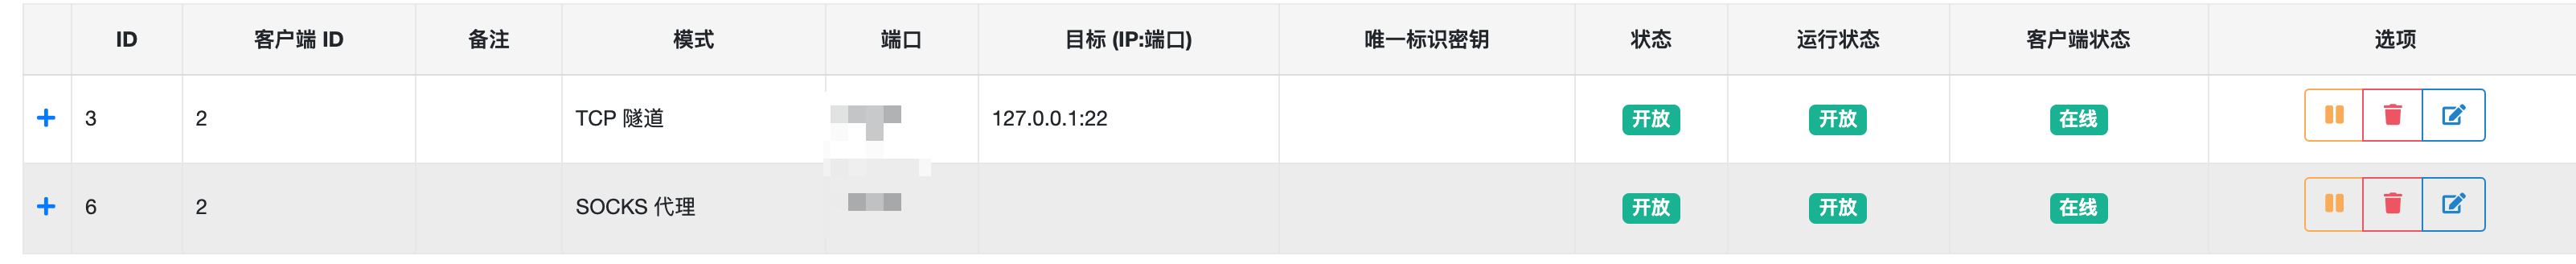 ID 客户端 ID 备注 模式 端口 目标 (IP:端口) 唯一标识密钥 状态 运行状态 客户端状态 选项
3 2 TCP 隧道 127.0.0.1:22 开放 开放 在线
6 2 SOCKS 代理 开放 开放 在线